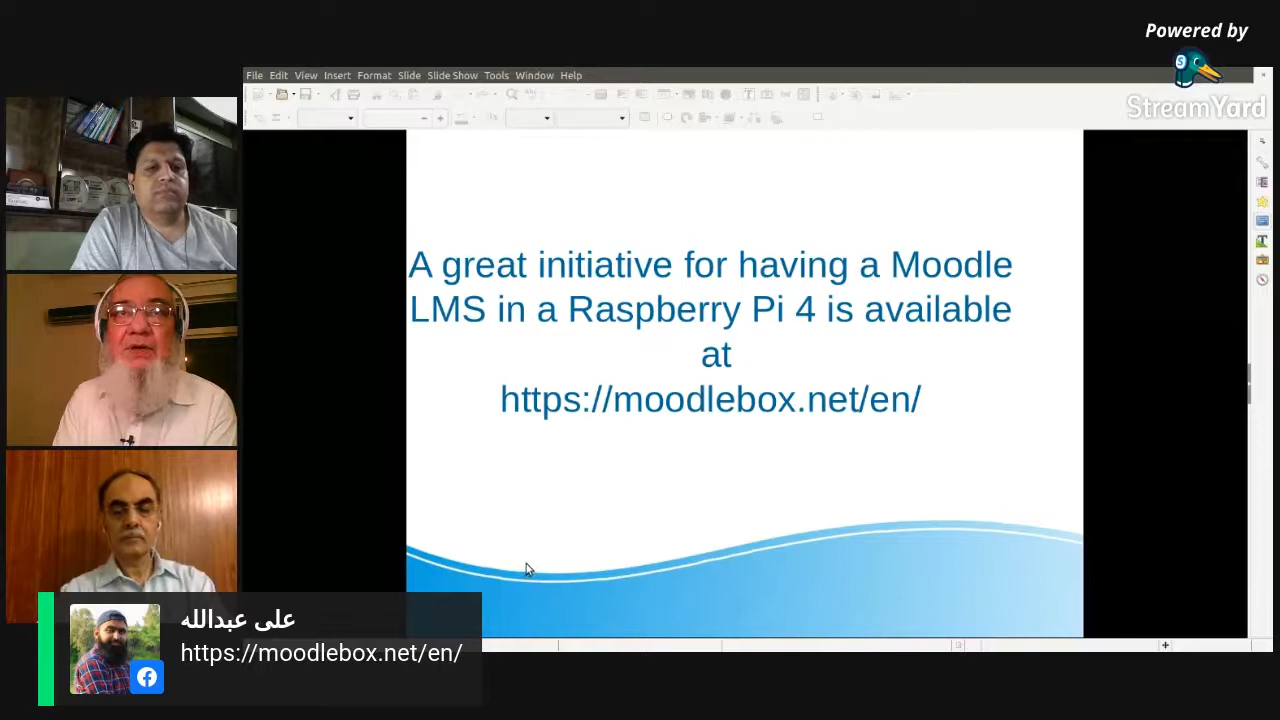 Powered by
StreamYard
File Edit View Insert Format Slide Slide Show Tools Window Help
A great initiative for having a Moodle
LMS in a Raspberry Pi 4 is available
at
https://moodlebox.net/en/
علی عبدالله
https://moodlebox.net/en/